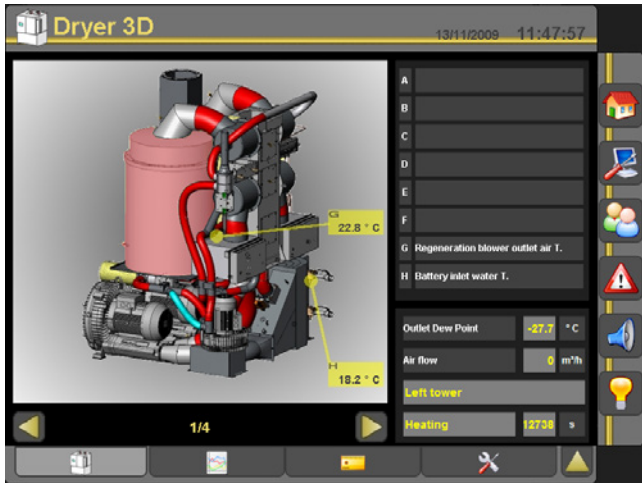 Dryer 3D
13/11/2009 11:47:57
A
B
C
D
E
F
G Regeneration blower outlet air T.
H Battery inlet water T.
G
22.8 ° C
H
18.2 ° C
Outlet Dew Point -27.7 ° C
Air flow 0 m³/h
Left tower
Heating 12738 s
1/4